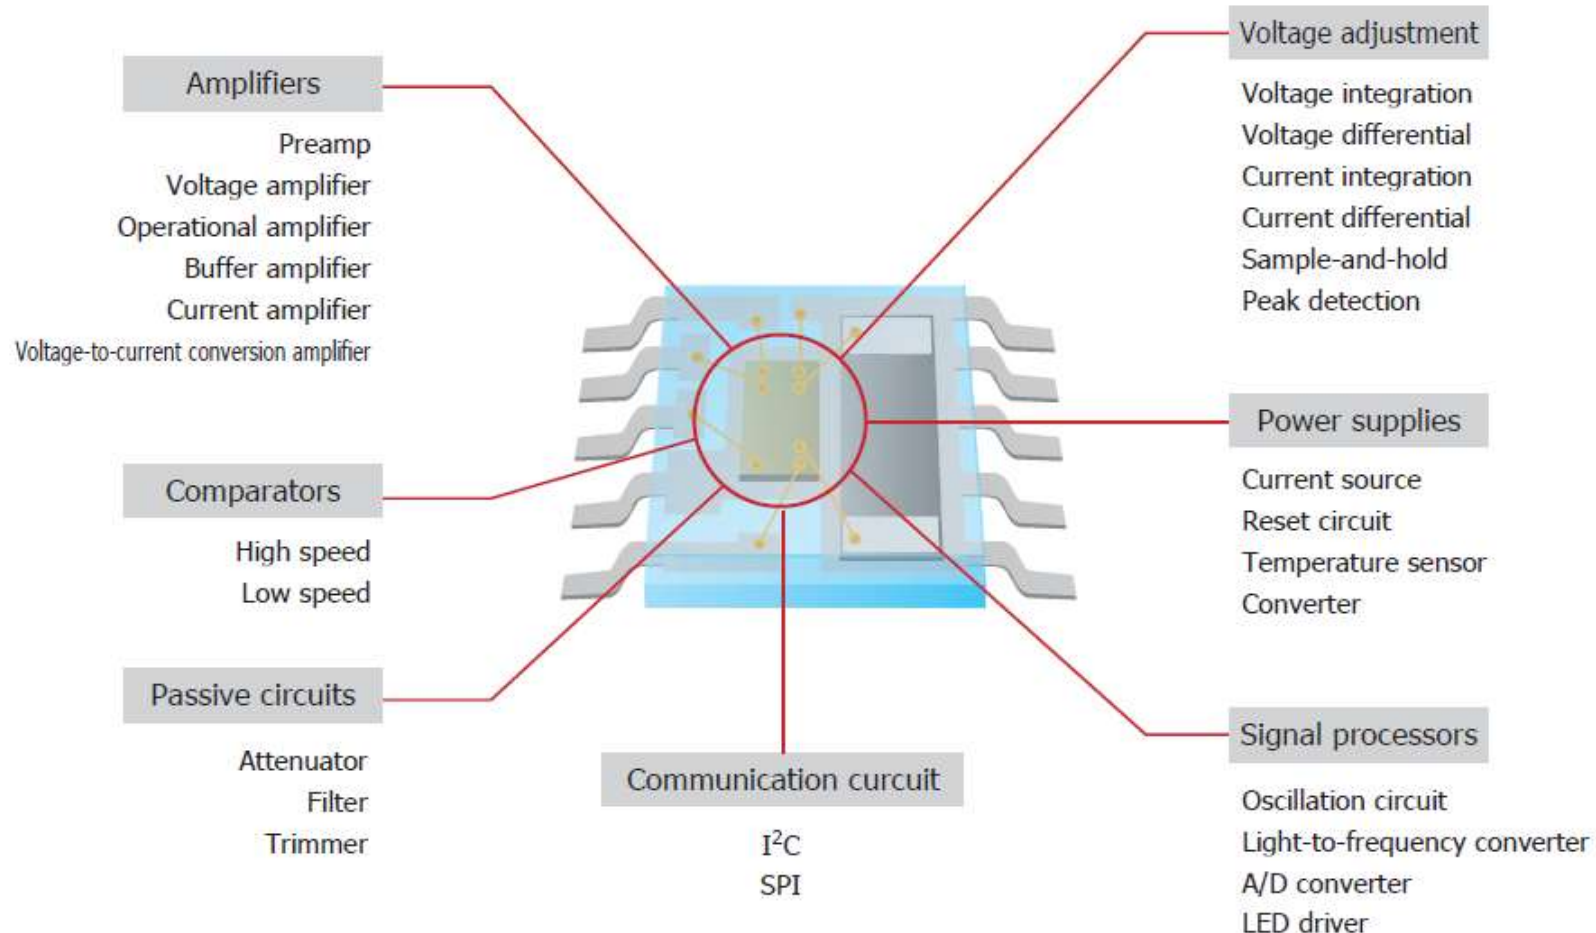 Amplifiers
Preamp
Voltage amplifier
Operational amplifier
Buffer amplifier
Current amplifier
Voltage-to-current conversion amplifier
Comparators
High speed
Low speed
Passive circuits
Attenuator
Filter
Trimmer
Communication curcuit
I²C
SPI
Voltage adjustment
Voltage integration
Voltage differential
Current integration
Current differential
Sample-and-hold
Peak detection
Power supplies
Current source
Reset circuit
Temperature sensor
Converter
Signal processors
Oscillation circuit
Light-to-frequency converter
A/D converter
LED driver